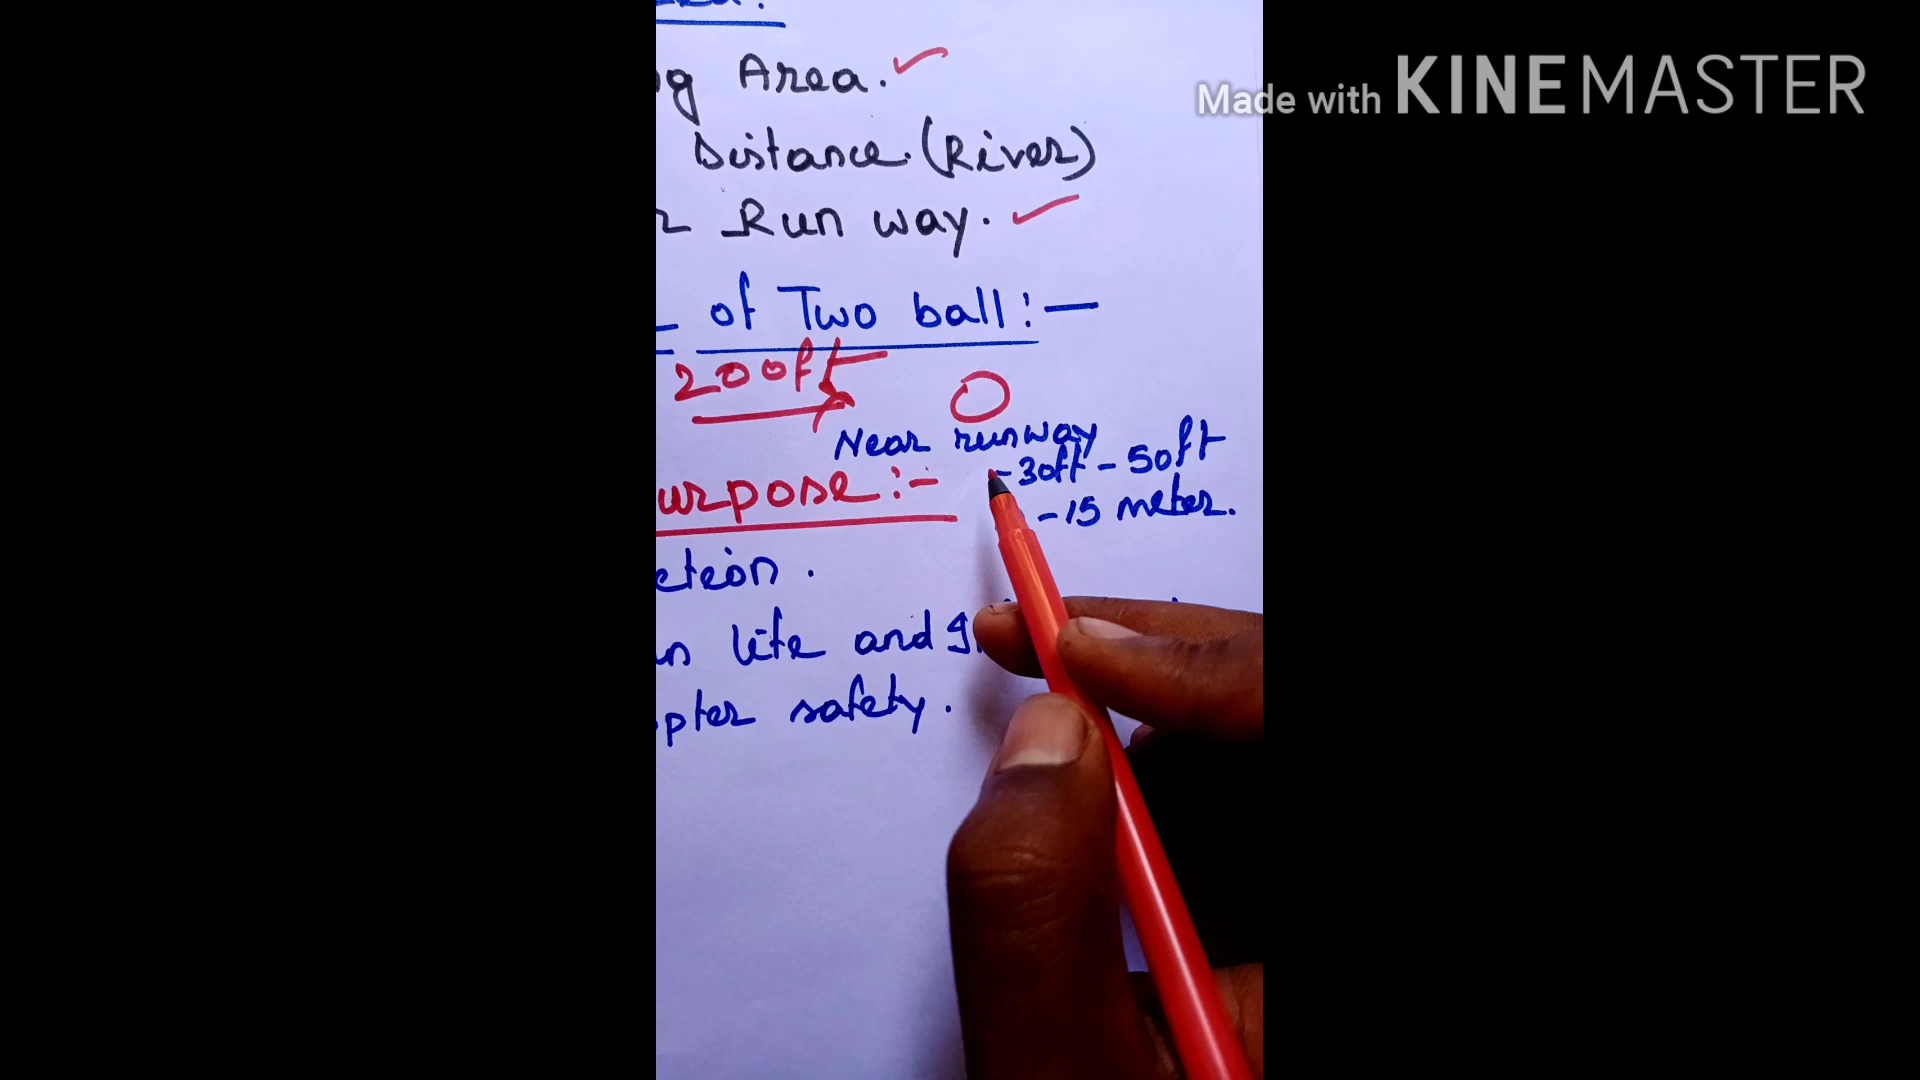 Area.
Distance. (River)
Run way.
of Two ball:-
200ft
Near runway
-30ft - 50ft
urpose:-
-15 meter.
ction.
life and
pter safety.
Made with KINEMASTER